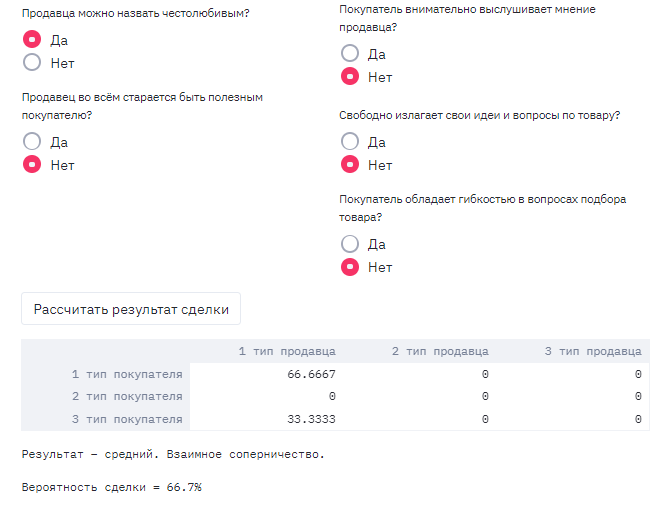 Продавца можно назвать честолюбивым?
Да
Нет
Продавец во всём старается быть полезным
покупателю?
Да
Нет
Покупатель внимательно выслушивает мнение
продавца?
Да
Нет
Свободно излагает свои идеи и вопросы по товару?
Да
Нет
Покупатель обладает гибкостью в вопросах подбора
товара?
Да
Нет
Рассчитать результат сделки
1 тип продавца 2 тип продавца 3 тип продавца
1 тип покупателя 66.6667 0 0
2 тип покупателя 0 0 0
3 тип покупателя 33.3333 0 0
Результат – средний. Взаимное соперничество.
Вероятность сделки = 66.7%